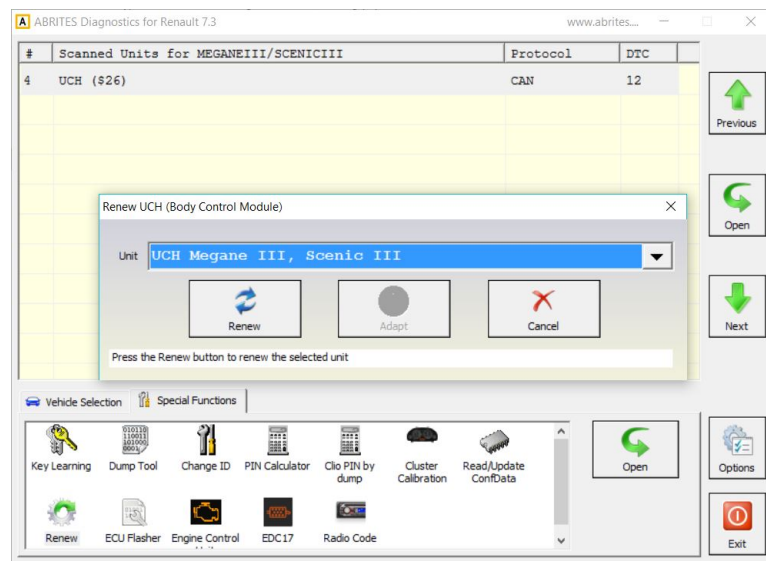 ABRITES Diagnostics for Renault 7.3 www.abrites....
# Scanned Units for MEGANEIII/SCENICIII Protocol DTC
4 UCH ($26) CAN 12
Previous
Renew UCH (Body Control Module)
Open
Unit UCH Megane III, Scenic III
Renew Adapt Cancel
Next
Press the Renew button to renew the selected unit
Vehicle Selection Special Functions
Key Learning Dump Tool Change ID PIN Calculator Clio PIN by dump Cluster Calibration Read/Update ConfData
Open Options
Renew ECU Flasher Engine Control EDC17 Radio Code
Exit